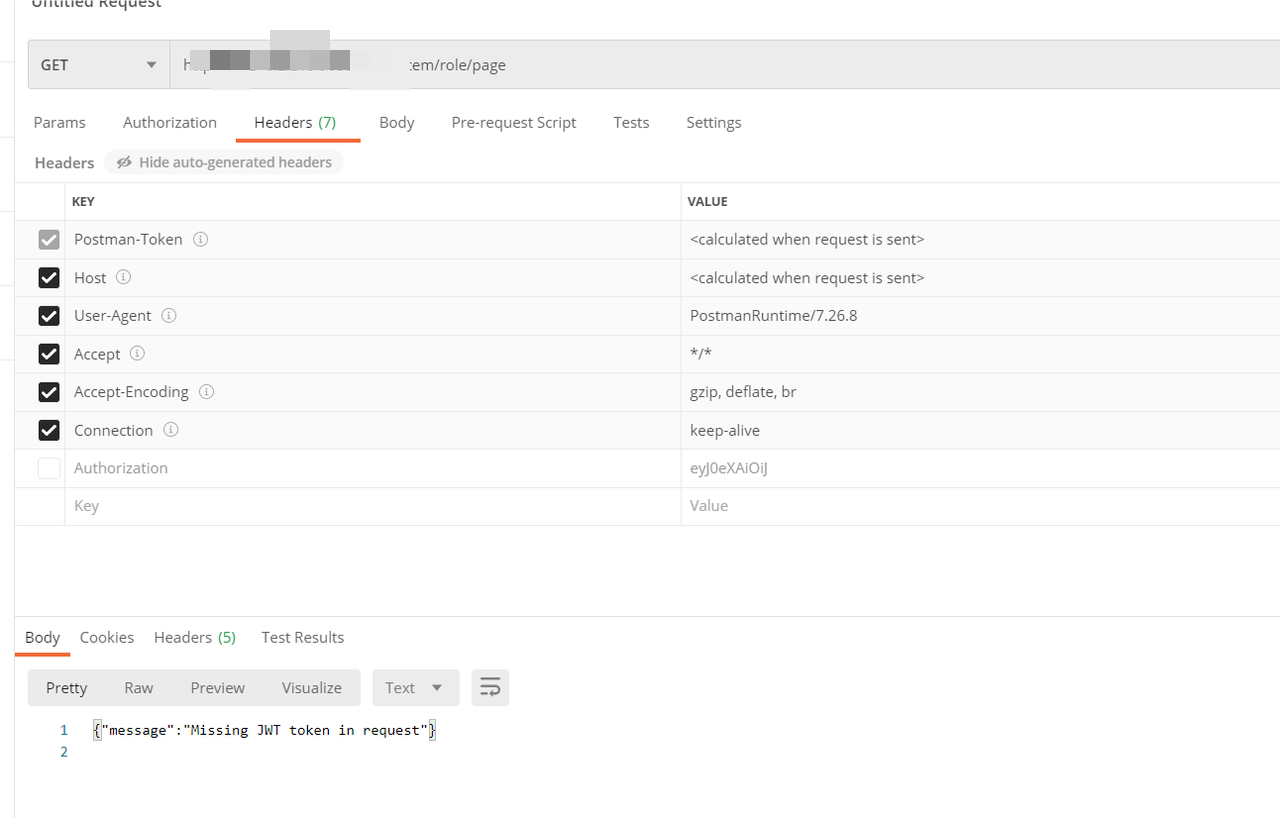 Untitled Request
GET em/role/page
Params Authorization Headers (7) Body Pre-request Script Tests Settings
Headers Hide auto-generated headers
KEY VALUE
Postman-Token <calculated when request is sent>
Host <calculated when request is sent>
User-Agent PostmanRuntime/7.26.8
Accept */*
Accept-Encoding gzip, deflate, br
Connection keep-alive
Authorization eyJ0eXAiOiJ
Key Value
Body Cookies Headers (5) Test Results
Pretty Raw Preview Visualize Text
1 {"message":"Missing JWT token in request"}
2